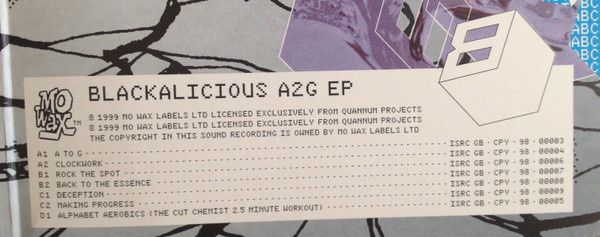 BC
ABC
ABC
ABC
ABC
ABC
MO WAX ™
BLACKALICIOUS A2G EP
℗ 1999 MO WAX LABELS LTD LICENSED EXCLUSIVELY FROM QUANNUM PROJECTS
© 1999 MO WAX LABELS LTD LICENSED EXCLUSIVELY FROM QUANNUM PROJECTS
THE COPYRIGHT IN THIS SOUND RECORDING IS OWNED BY MO WAX LABELS LTD
A1 A TO G ISRC GB · CPY · 98 · 00003
A2 CLOCKWORK ISRC GB · CPY · 98 · 00004
B1 ROCK THE SPOT ISRC GB · CPY · 98 · 00006
B2 BACK TO THE ESSENCE ISRC GB · CPY · 98 · 00007
C1 DECEPTION ISRC GB · CPY · 98 · 00008
C2 MAKING PROGRESS ISRC GB · CPY · 98 · 00009
D1 ALPHABET AEROBICS (THE CUT CHEMIST 2.5 MINUTE WORKOUT) ISRC GB · CPY · 98 · 00005